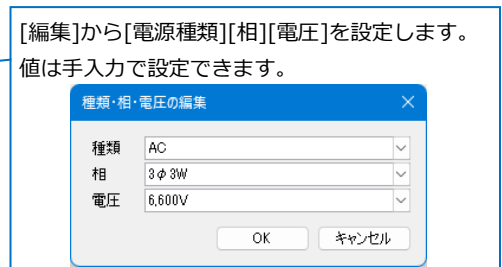 [編集]から[電源種類][相][電圧]を設定します。
値は手入力で設定できます。
種類・相・電圧の編集
種類 AC
相 3φ3W
電圧 6,600V
OK キャンセル